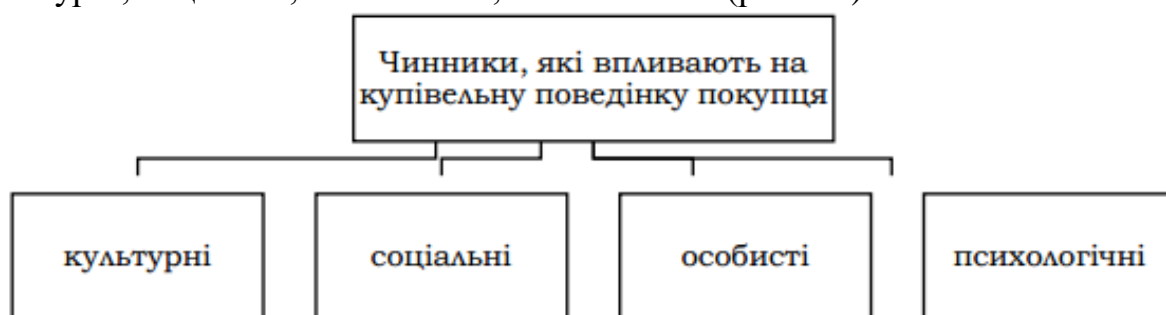 Чинники, які впливають на
купівельну поведінку покупця
культурні
соціальні
особисті
психологічні